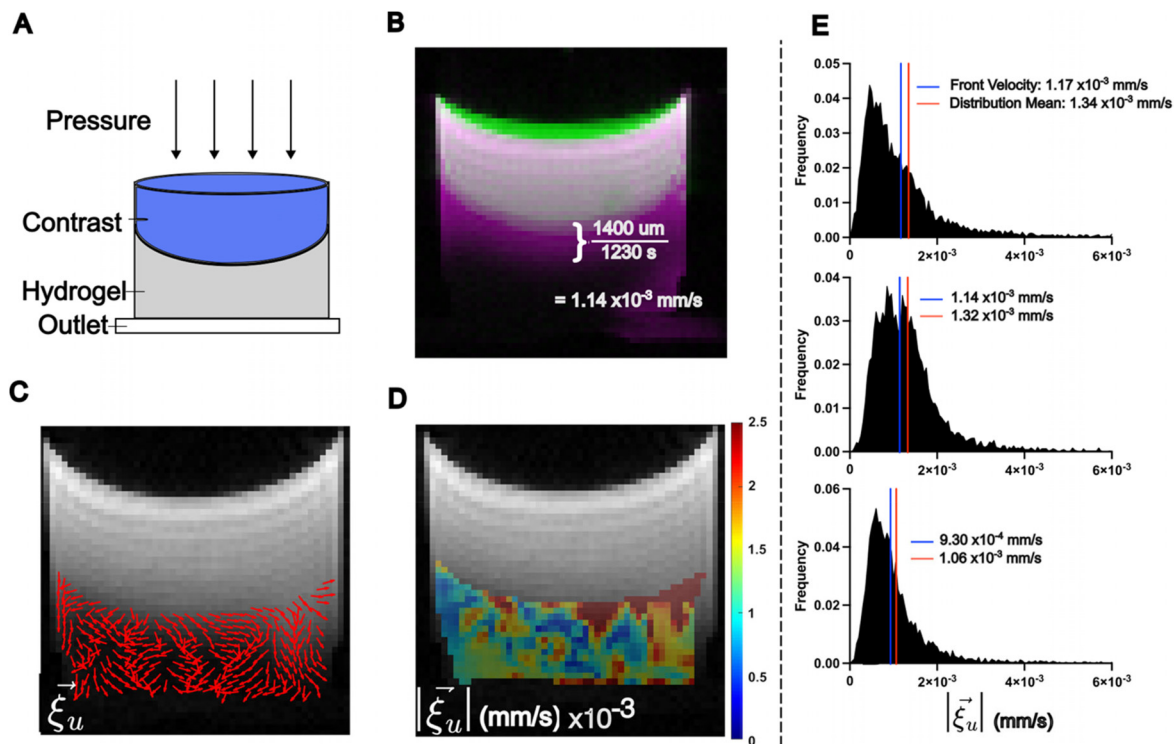 A
Pressure
Contrast
Hydrogel
Outlet
B
1400 um
1230 s
= 1.14 x10⁻³ mm/s
C
ξ⃗ᵤ
D
2.5
2
1.5
1
0.5
0
|ξ⃗ᵤ| (mm/s) x10⁻³
E
Frequency
0.05
0.04
0.03
0.02
0.01
0.00
Front Velocity: 1.17 x10⁻³ mm/s
Distribution Mean: 1.34 x10⁻³ mm/s
0 2×10⁻³ 4×10⁻³ 6×10⁻³
Frequency
0.04
0.03
0.02
0.01
0.00
1.14 x10⁻³ mm/s
1.32 x10⁻³ mm/s
0 2×10⁻³ 4×10⁻³ 6×10⁻³
Frequency
0.06
0.04
0.02
0.00
9.30 x10⁻⁴ mm/s
1.06 x10⁻³ mm/s
0 2×10⁻³ 4×10⁻³ 6×10⁻³
|ξ⃗ᵤ| (mm/s)